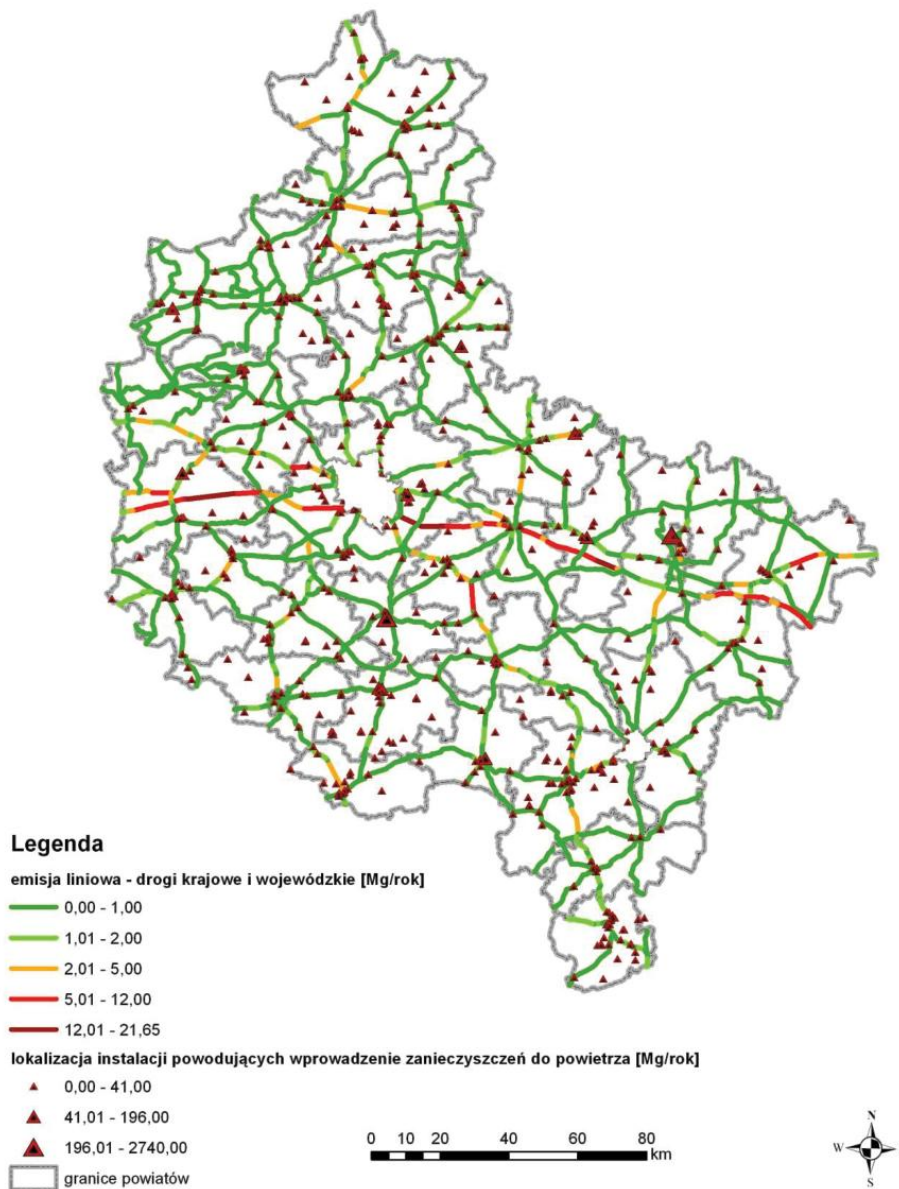 Legenda
emisja liniowa - drogi krajowe i wojewódzkie [Mg/rok]
0,00 - 1,00
1,01 - 2,00
2,01 - 5,00
5,01 - 12,00
12,01 - 21,65
lokalizacja instalacji powodujących wprowadzenie zanieczyszczeń do powietrza [Mg/rok]
0,00 - 41,00
41,01 - 196,00
196,01 - 2740,00
granice powiatów
0 10 20 40 60 80
km
N
W E
S